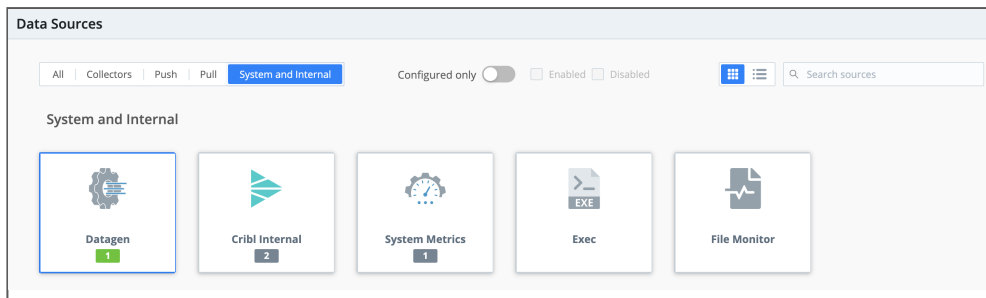 Data Sources
All Collectors Push Pull System and Internal Configured only Enabled Disabled Search sources
System and Internal
EXE
Datagen Cribl Internal System Metrics Exec File Monitor
1 2 1